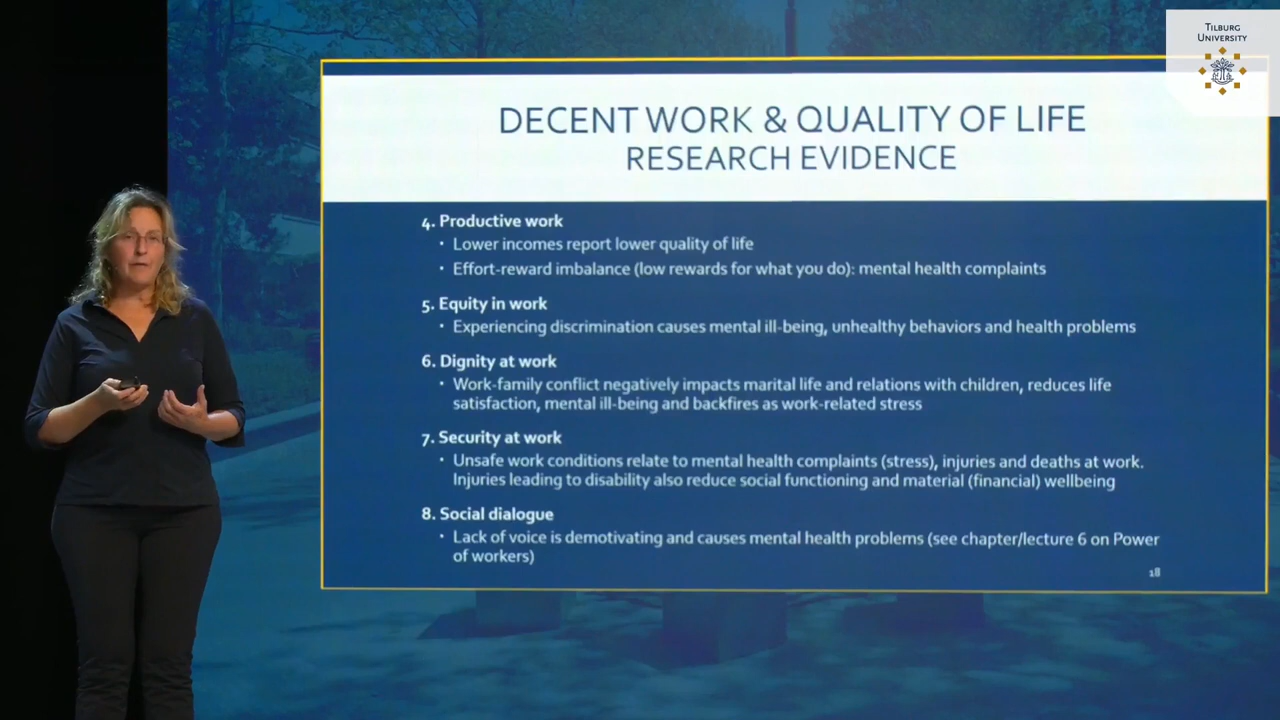 TILBURG
UNIVERSITY
DECENT WORK & QUALITY OF LIFE
RESEARCH EVIDENCE
4. Productive work
• Lower incomes report lower quality of life
• Effort-reward imbalance (low rewards for what you do): mental health complaints
5. Equity in work
• Experiencing discrimination causes mental ill-being, unhealthy behaviors and health problems
6. Dignity at work
• Work-family conflict negatively impacts marital life and relations with children, reduces life
satisfaction, mental ill-being and backfires as work-related stress
7. Security at work
• Unsafe work conditions relate to mental health complaints (stress), injuries and deaths at work.
Injuries leading to disability also reduce social functioning and material (financial) wellbeing
8. Social dialogue
• Lack of voice is demotivating and causes mental health problems (see chapter/lecture 6 on Power
of workers)
18